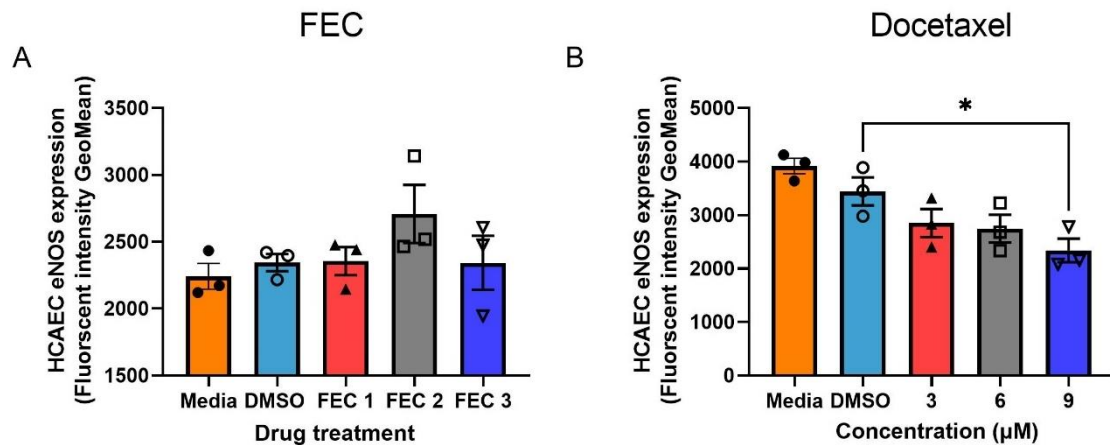 FEC
Docetaxel
A
B
HCAEC eNOS expression
(Fluorscent intensity GeoMean)
3500
3000
2500
2000
1500
Media DMSO FEC 1 FEC 2 FEC 3
Drug treatment
HCAEC eNOS expression
(Fluorscent intensity GeoMean)
5000
4000
3000
2000
1000
0
*
Media DMSO 3 6 9
Concentration (µM)